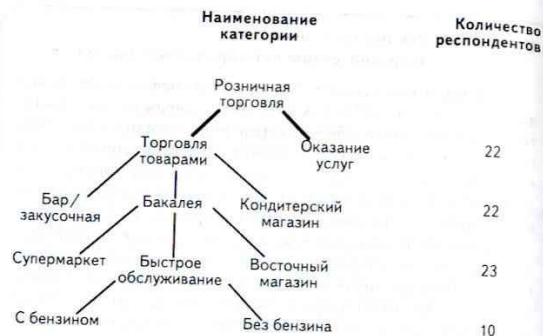 Наименование
категории
Количество
респондентов
Розничная
торговля
Торговля
товарами
Оказание
услуг
22
Бар/
закусочная
Бакалея
Кондитерский
магазин
22
Супермаркет
Быстрое
обслуживание
Восточный
магазин
23
С бензином
Без бензина
10